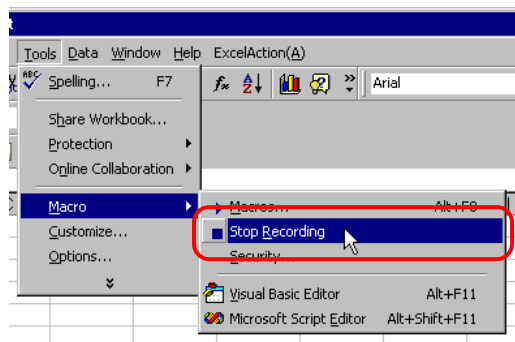 Tools Data Window Help ExcelAction(A)
ABC Spelling... F7
Arial
Share Workbook...
Protection
Online Collaboration
Macro
Macros... Alt+F8
Customize...
Stop Recording
Options...
Security...
Visual Basic Editor Alt+F11
Microsoft Script Editor Alt+Shift+F11